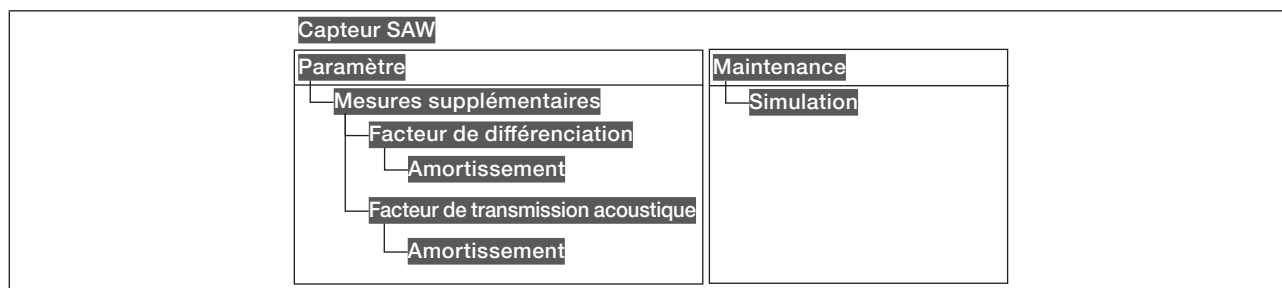 Capteur SAW
Paramètre
Mesures supplémentaires
Facteur de différenciation
Amortissement
Facteur de transmission acoustique
Amortissement
Maintenance
Simulation